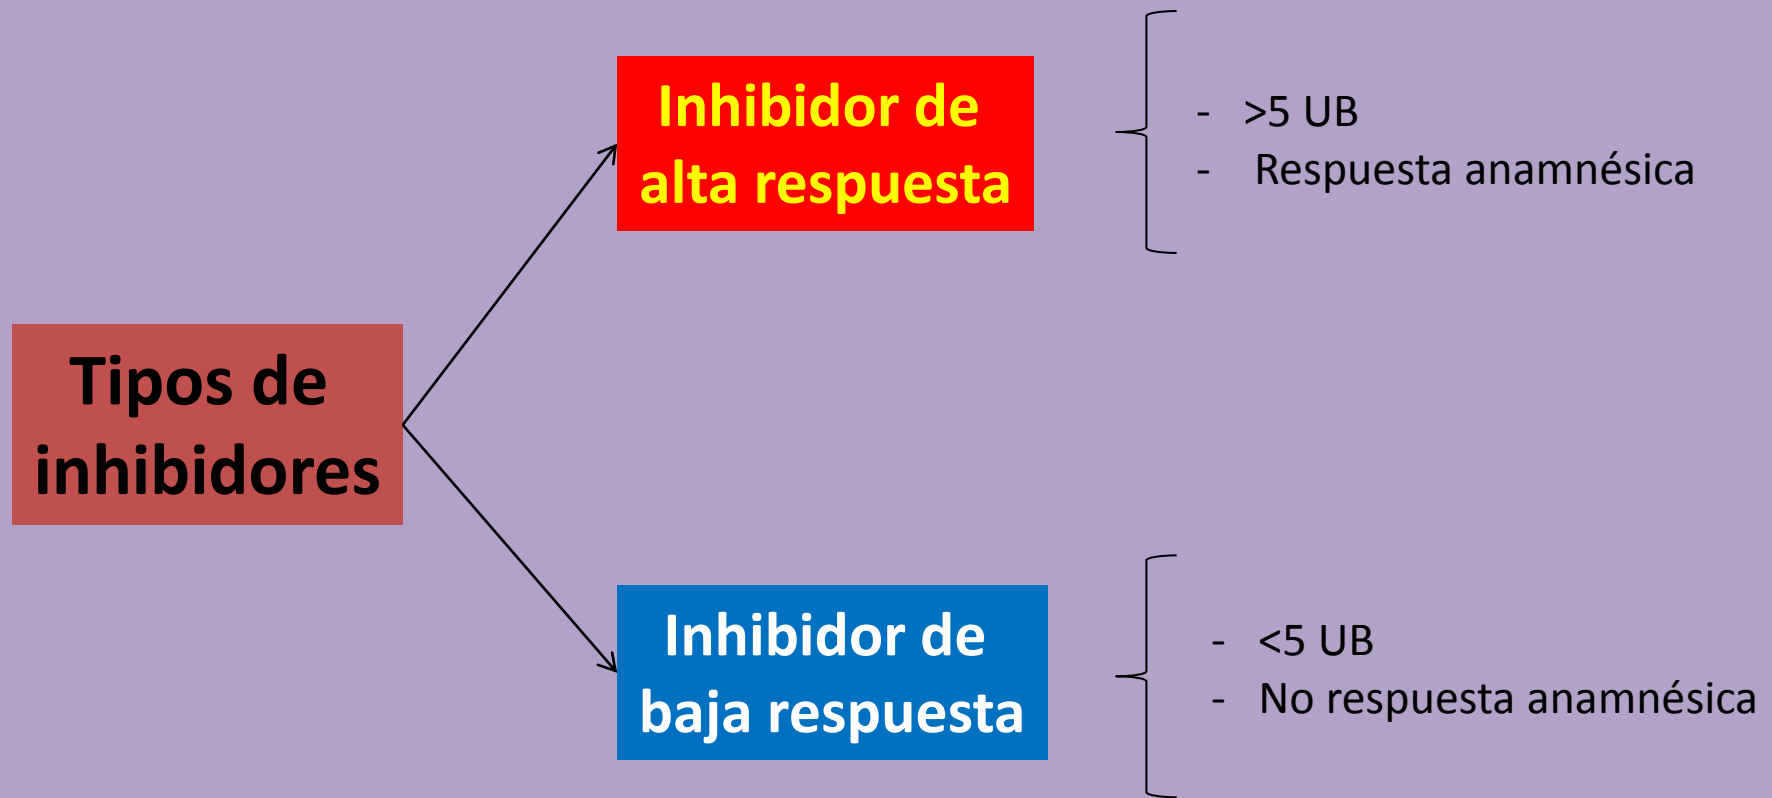 Inhibidor de
alta respuesta
- >5 UB
- Respuesta anamnésica
Tipos de
inhibidores
Inhibidor de
baja respuesta
- <5 UB
- No respuesta anamnésica